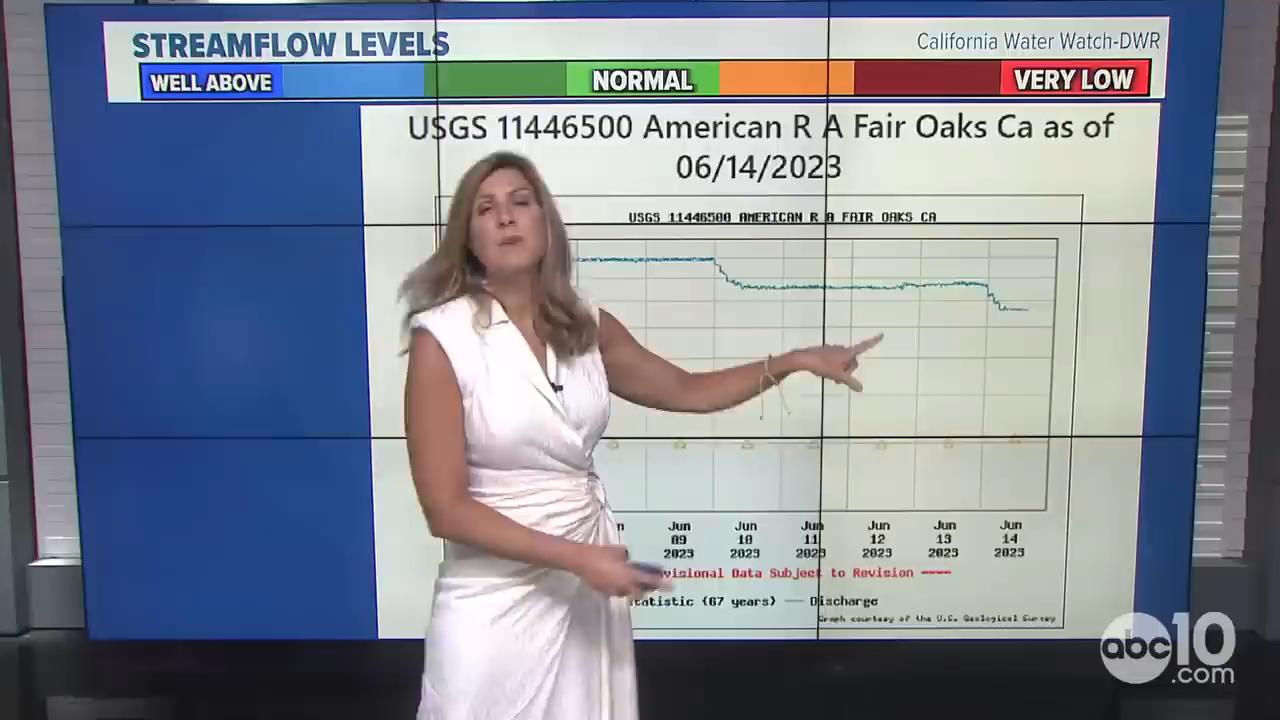 STREAMFLOW LEVELS
California Water Watch-DWR
WELL ABOVE
NORMAL
VERY LOW
USGS 11446500 American R A Fair Oaks Ca as of
06/14/2023
USGS 11446500 AMERICAN R A FAIR OAKS CA
Jun Jun Jun Jun Jun Jun
09 10 11 12 13 14
2023 2023 2023 2023 2023 2023
visional Data Subject to Revision
tatistic (67 years) — Discharge
Graph courtesy of the U.S. Geological Survey
abc10
.com